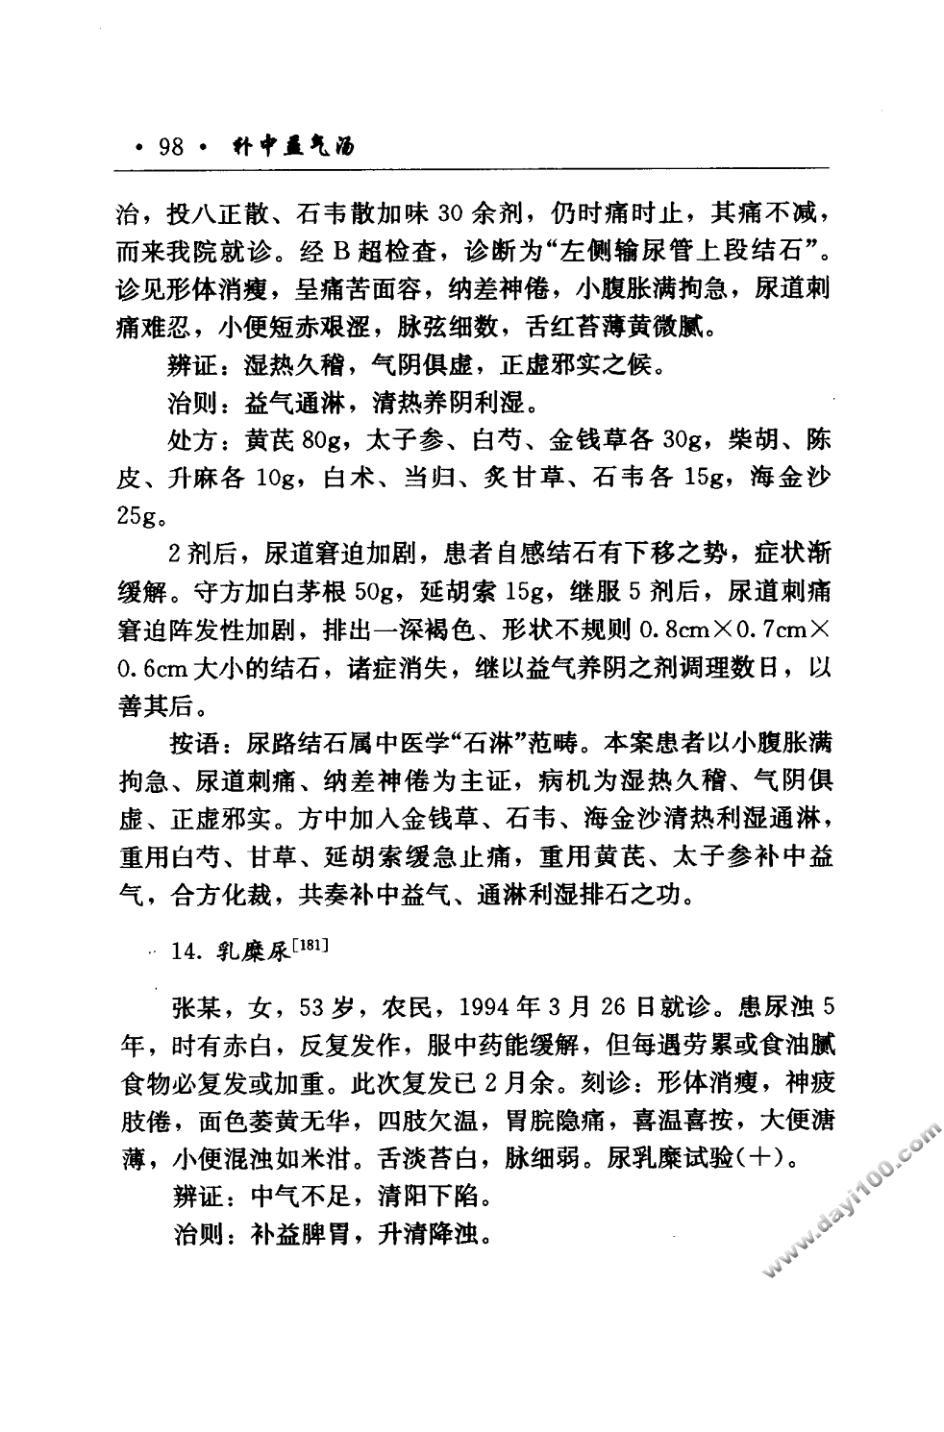 ·98· 补中益气汤
治，投八正散、石韦散加味 30 余剂，仍时痛时止，其痛不减，
而来我院就诊。经 B 超检查，诊断为“左侧输尿管上段结石”。
诊见形体消瘦，呈痛苦面容，纳差神倦，小腹胀满拘急，尿道刺
痛难忍，小便短赤艰涩，脉弦细数，舌红苔薄黄微腻。
辨证：湿热久稽，气阴俱虚，正虚邪实之候。
治则：益气通淋，清热养阴利湿。
处方：黄芪 80g，太子参、白芍、金钱草各 30g，柴胡、陈
皮、升麻各 10g，白术、当归、炙甘草、石韦各 15g，海金沙
25g。
2 剂后，尿道窘迫加剧，患者自感结石有下移之势，症状渐
缓解。守方加白茅根 50g，延胡索 15g，继服 5 剂后，尿道刺痛
窘迫阵发性加剧，排出一深褐色、形状不规则 0.8cm×0.7cm×
0.6cm 大小的结石，诸症消失，继以益气养阴之剂调理数日，以
善其后。
按语：尿路结石属中医学“石淋”范畴。本案患者以小腹胀满
拘急、尿道刺痛、纳差神倦为主证，病机为湿热久稽、气阴俱
虚、正虚邪实。方中加入金钱草、石韦、海金沙清热利湿通淋，
重用白芍、甘草、延胡索缓急止痛，重用黄芪、太子参补中益
气，合方化裁，共奏补中益气、通淋利湿排石之功。
14. 乳糜尿[181]
张某，女，53 岁，农民，1994 年 3 月 26 日就诊。患尿浊 5
年，时有赤白，反复发作，服中药能缓解，但每遇劳累或食油腻
食物必复发或加重。此次复发已 2 月余。刻诊：形体消瘦，神疲
肢倦，面色萎黄无华，四肢欠温，胃脘隐痛，喜温喜按，大便溏
薄，小便混浊如米泔。舌淡苔白，脉细弱。尿乳糜试验(+)。
辨证：中气不足，清阳下陷。
治则：补益脾胃，升清降浊。
www.dayi100.com